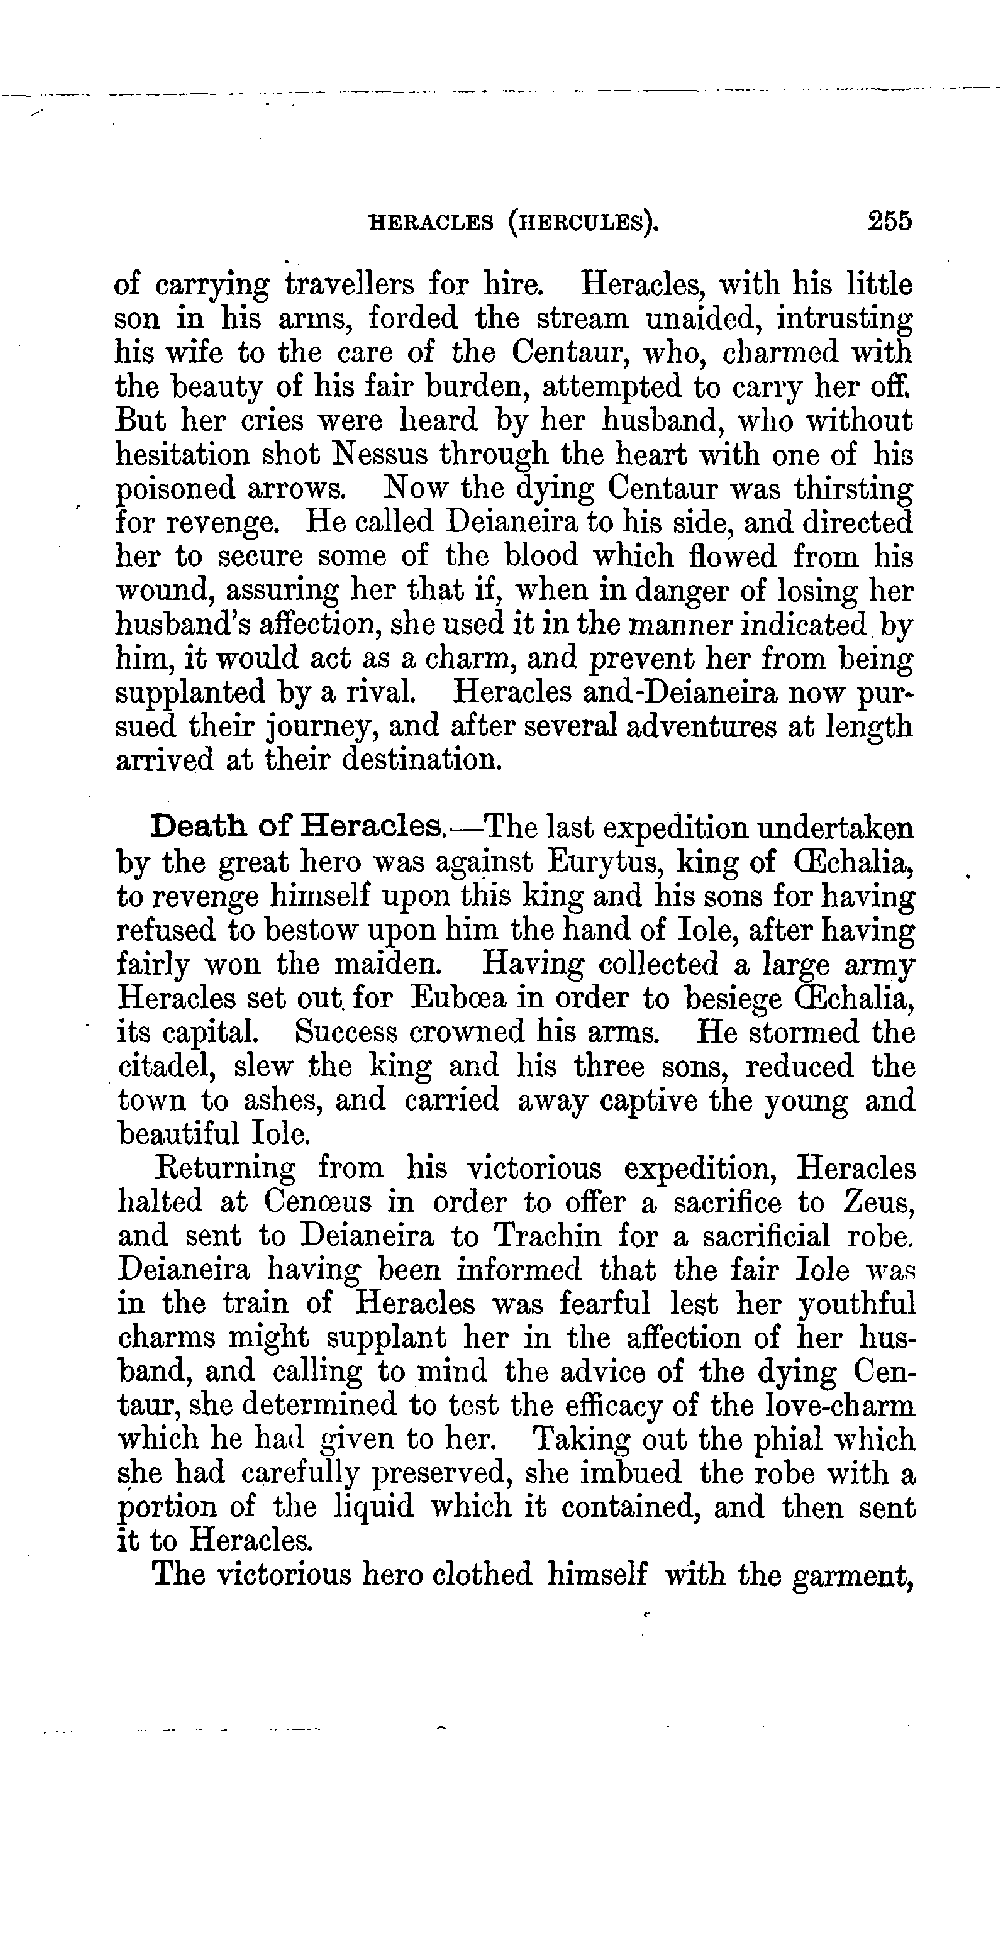 HERACLES (HERCULES). 255
of carrying travellers for hire. Heracles, with his little
son in his arms, forded the stream unaided, intrusting
his wife to the care of the Centaur, who, charmed with
the beauty of his fair burden, attempted to carry her off.
But her cries were heard by her husband, who without
hesitation shot Nessus through the heart with one of his
poisoned arrows. Now the dying Centaur was thirsting
for revenge. He called Deianeira to his side, and directed
her to secure some of the blood which flowed from his
wound, assuring her that if, when in danger of losing her
husband's affection, she used it in the manner indicated by
him, it would act as a charm, and prevent her from being
supplanted by a rival. Heracles and-Deianeira now pur-
sued their journey, and after several adventures at length
arrived at their destination.
Death of Heracles.—The last expedition undertaken
by the great hero was against Eurytus, king of Œchalia,
to revenge himself upon this king and his sons for having
refused to bestow upon him the hand of Iole, after having
fairly won the maiden. Having collected a large army
Heracles set out for Eubœa in order to besiege Œchalia,
its capital. Success crowned his arms. He stormed the
citadel, slew the king and his three sons, reduced the
town to ashes, and carried away captive the young and
beautiful Iole.
Returning from his victorious expedition, Heracles
halted at Cenœus in order to offer a sacrifice to Zeus,
and sent to Deianeira to Trachin for a sacrificial robe.
Deianeira having been informed that the fair Iole was
in the train of Heracles was fearful lest her youthful
charms might supplant her in the affection of her hus-
band, and calling to mind the advice of the dying Cen-
taur, she determined to test the efficacy of the love-charm
which he had given to her. Taking out the phial which
she had carefully preserved, she imbued the robe with a
portion of the liquid which it contained, and then sent
it to Heracles.
The victorious hero clothed himself with the garment,